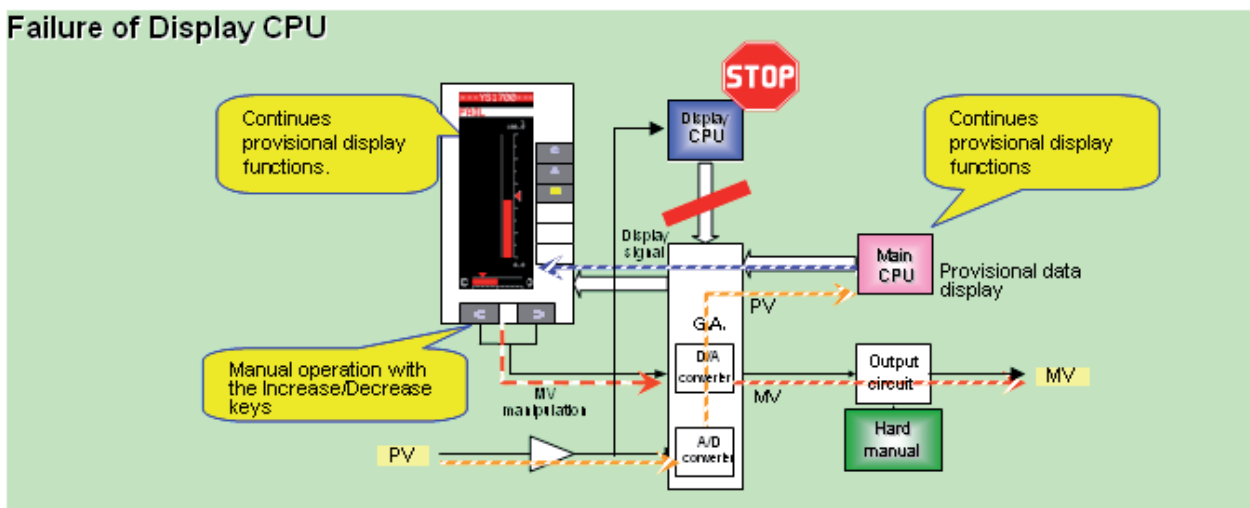 Failure of Display CPU
STOP
Continues
provisional display
functions.
---YS1700---
FAIL
Display
CPU
Continues
provisional display
functions
Display
signal
Main
CPU
Provisional data
display
PV
G.A.
D/A
converter
Output
circuit
MV
MV
Manual operation with
the Increase/Decrease
keys
MV
manipulation
Hard
manual
A/D
converter
PV